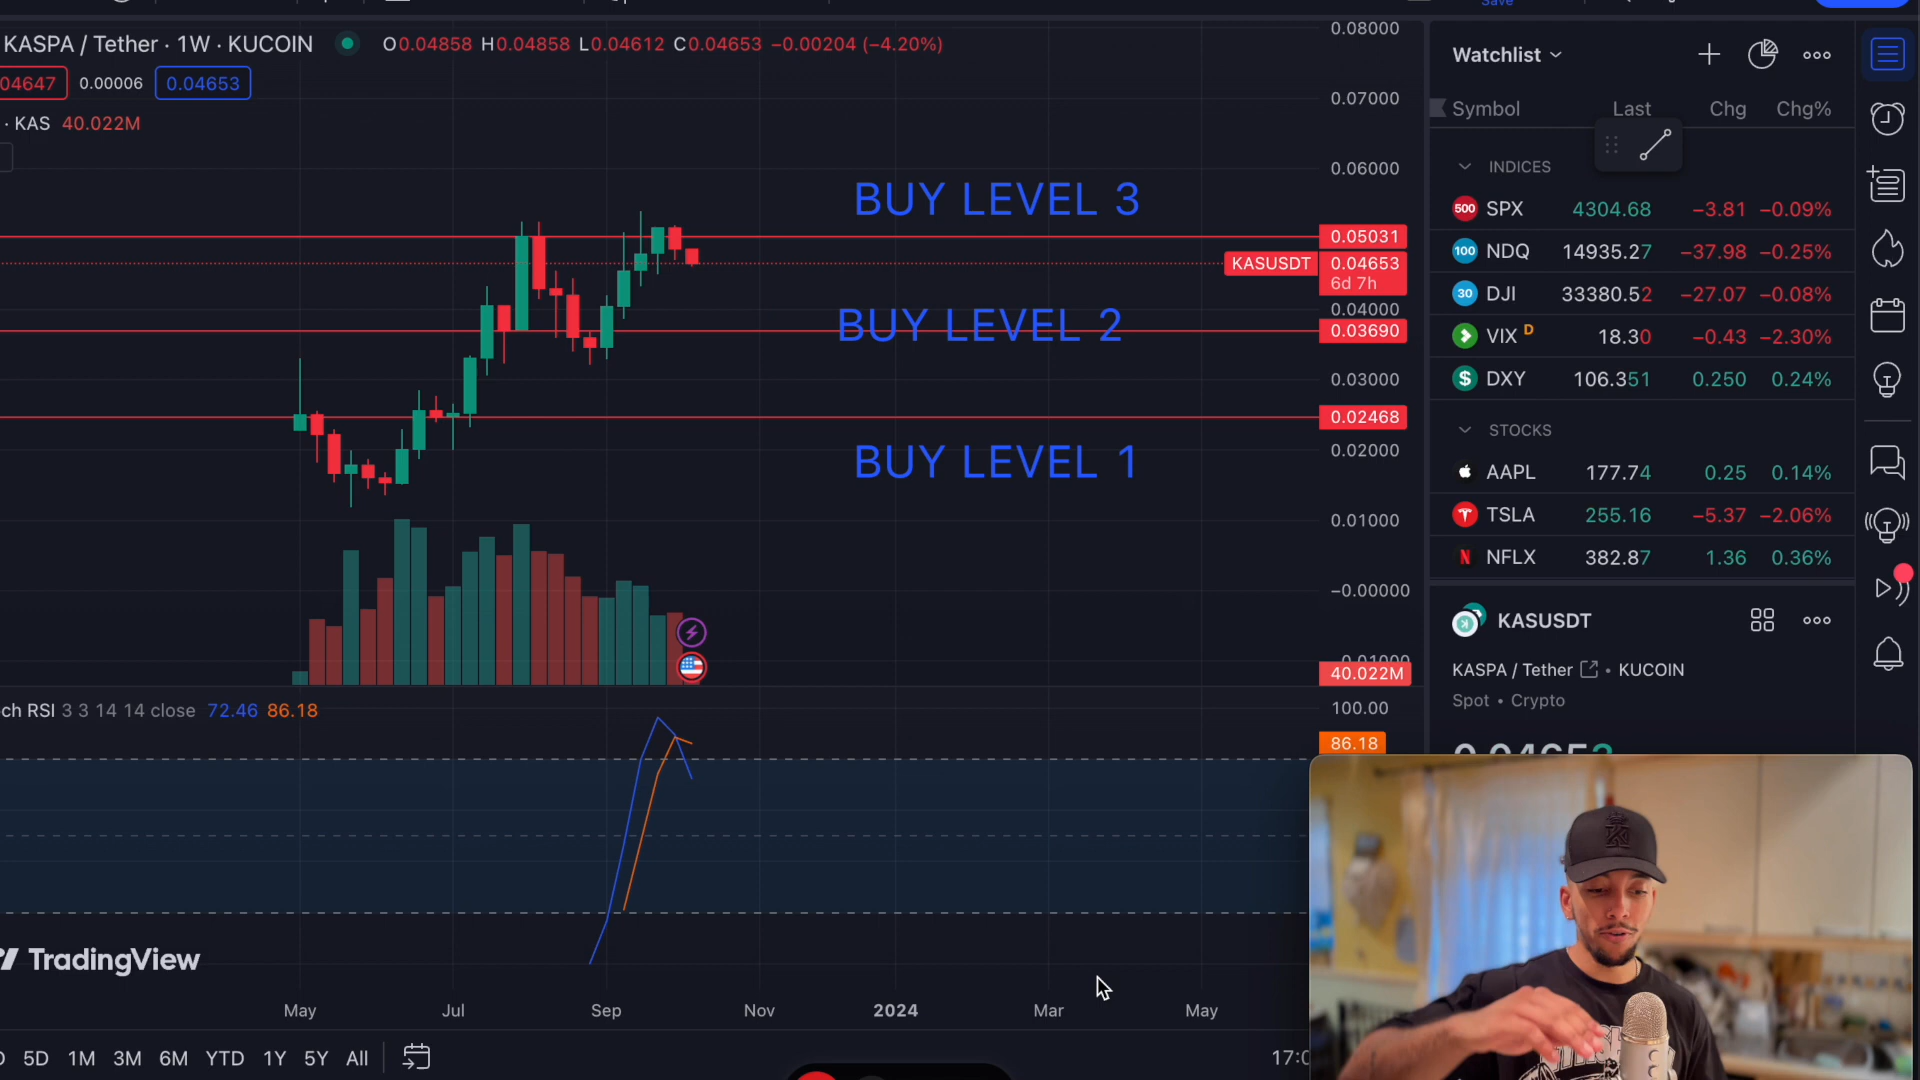 Save
KASPA / Tether · 1W · KUCOIN O0.04858 H0.04858 L0.04612 C0.04653 −0.00204 (−4.20%)
04647 0.00006 0.04653
· KAS 40.022M
BUY LEVEL 3
BUY LEVEL 2
BUY LEVEL 1
0.08000
0.07000
0.06000
0.05031
KASUSDT 0.04653
6d 7h
0.04000
0.03690
0.03000
0.02468
0.02000
0.01000
−0.00000
40.022M
ch RSI 3 3 14 14 close 72.46 86.18
100.00
86.18
TradingView
May Jul Sep Nov 2024 Mar May
5D 1M 3M 6M YTD 1Y 5Y All
17:0
Watchlist
Symbol Last Chg Chg%
INDICES
500 SPX 4304.68 −3.81 −0.09%
100 NDQ 14935.27 −37.98 −0.25%
30 DJI 33380.52 −27.07 −0.08%
VIX D 18.30 −0.43 −2.30%
$ DXY 106.351 0.250 0.24%
STOCKS
AAPL 177.74 0.25 0.14%
TSLA 255.16 −5.37 −2.06%
NFLX 382.87 1.36 0.36%
KASUSDT
KASPA / Tether • KUCOIN
Spot • Crypto